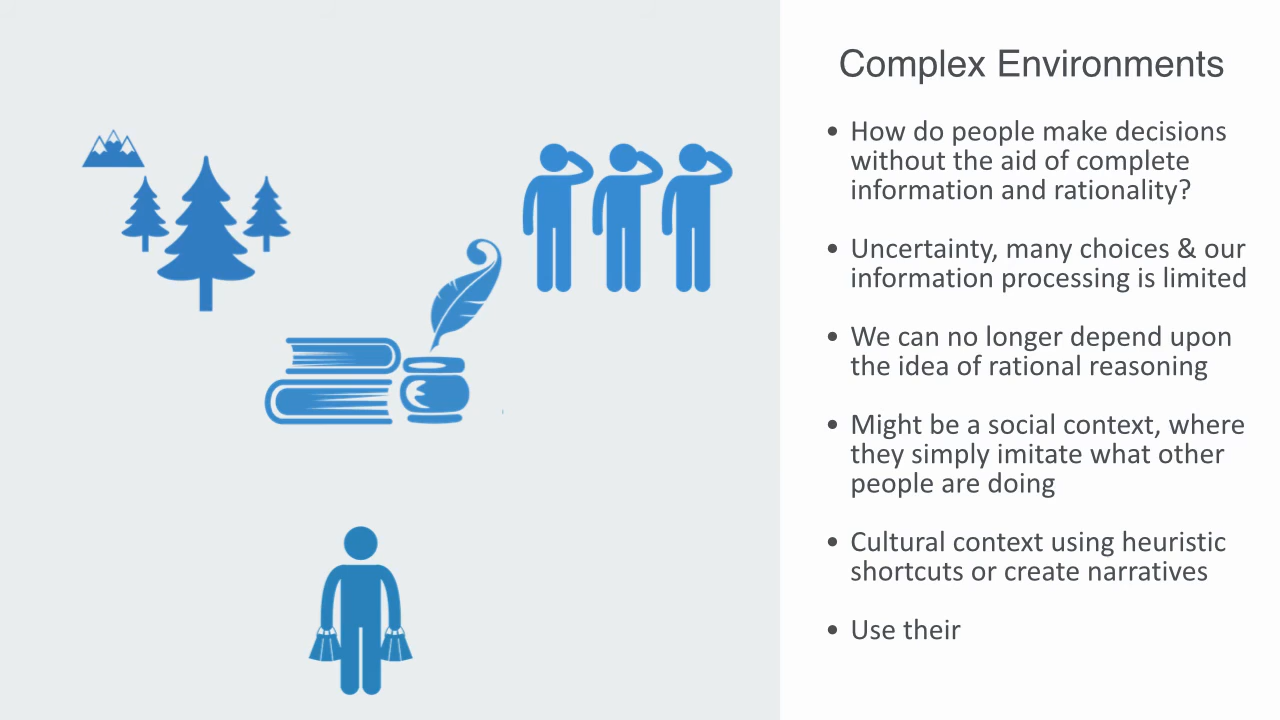 Complex Environments
• How do people make decisions
without the aid of complete
information and rationality?
• Uncertainty, many choices & our
information processing is limited
• We can no longer depend upon
the idea of rational reasoning
• Might be a social context, where
they simply imitate what other
people are doing
• Cultural context using heuristic
shortcuts or create narratives
• Use their